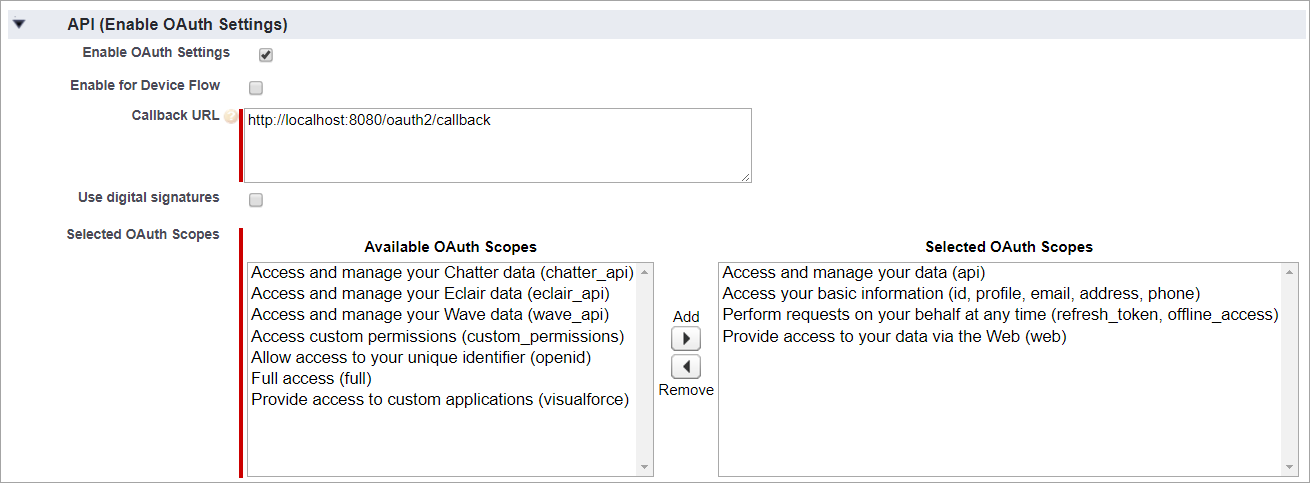 API (Enable OAuth Settings)
Enable OAuth Settings
Enable for Device Flow
Callback URL ?
http://localhost:8080/oauth2/callback
Use digital signatures
Selected OAuth Scopes
Available OAuth Scopes
Access and manage your Chatter data (chatter_api)
Access and manage your Eclair data (eclair_api)
Access and manage your Wave data (wave_api)
Access custom permissions (custom_permissions)
Allow access to your unique identifier (openid)
Full access (full)
Provide access to custom applications (visualforce)
Add
Remove
Selected OAuth Scopes
Access and manage your data (api)
Access your basic information (id, profile, email, address, phone)
Perform requests on your behalf at any time (refresh_token, offline_access)
Provide access to your data via the Web (web)